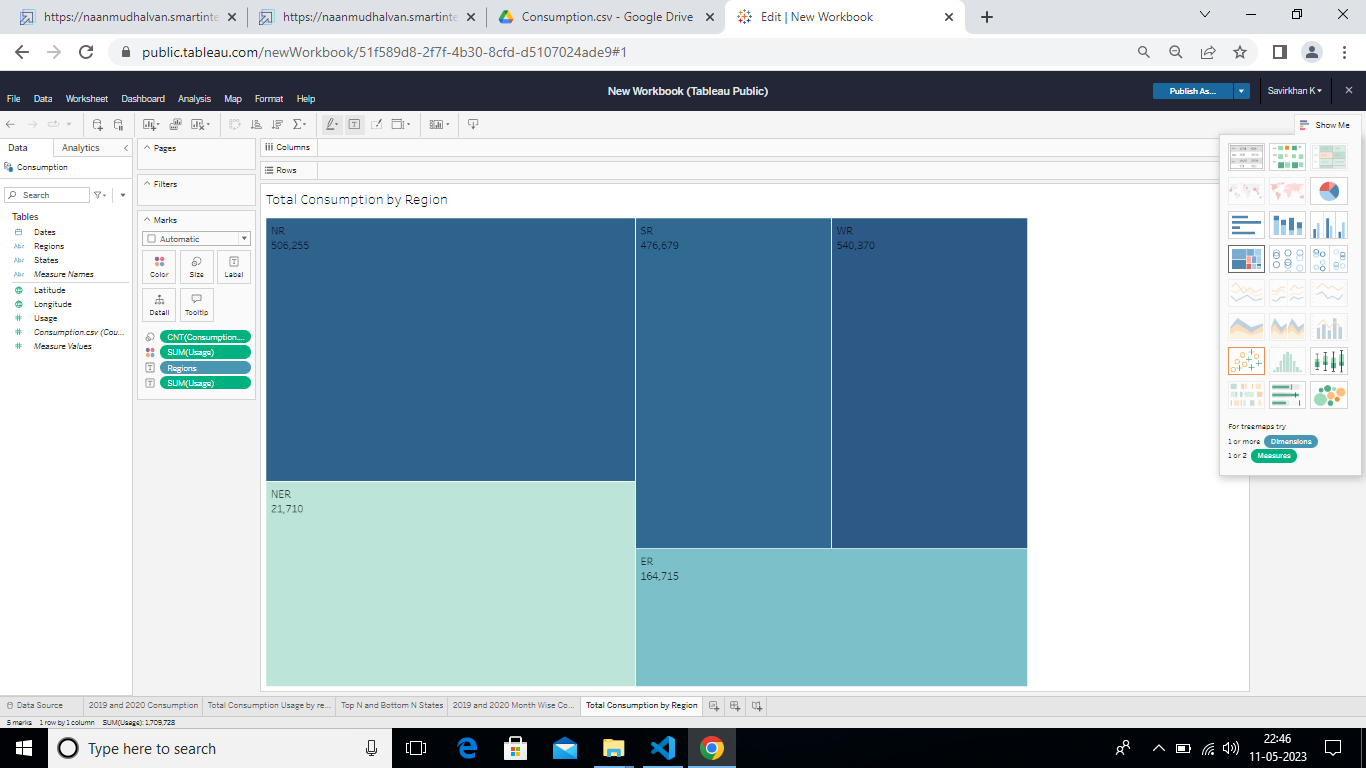 https://naanmudhalvan.smartinte
https://naanmudhalvan.smartinte
Consumption.csv - Google Drive
Edit | New Workbook
public.tableau.com/newWorkbook/51f589d8-2f7f-4b30-8cfd-d5107024ade9#1
New Workbook (Tableau Public)
Publish As...
Savirkhan K
File Data Worksheet Dashboard Analysis Map Format Help
Show Me
Data
Analytics
Consumption
Search
Tables
Dates
Abc Regions
Abc States
Abc Measure Names
Latitude
Longitude
# Usage
# Consumption.csv (Cou...
# Measure Values
Pages
Filters
Marks
Automatic
Color
Size
Label
Detail
Tooltip
CNT(Consumption....
SUM(Usage)
Regions
SUM(Usage)
Columns
Rows
Total Consumption by Region
NR
506,255
SR
476,679
WR
540,370
NER
21,710
ER
164,715
For treemaps try
1 or more Dimensions
1 or 2 Measures
Data Source
2019 and 2020 Consumption
Total Consumption Usage by re...
Top N and Bottom N States
2019 and 2020 Month Wise Co...
Total Consumption by Region
5 marks 1 row by 1 column SUM(Usage): 1,709,728
Type here to search
22:46
11-05-2023